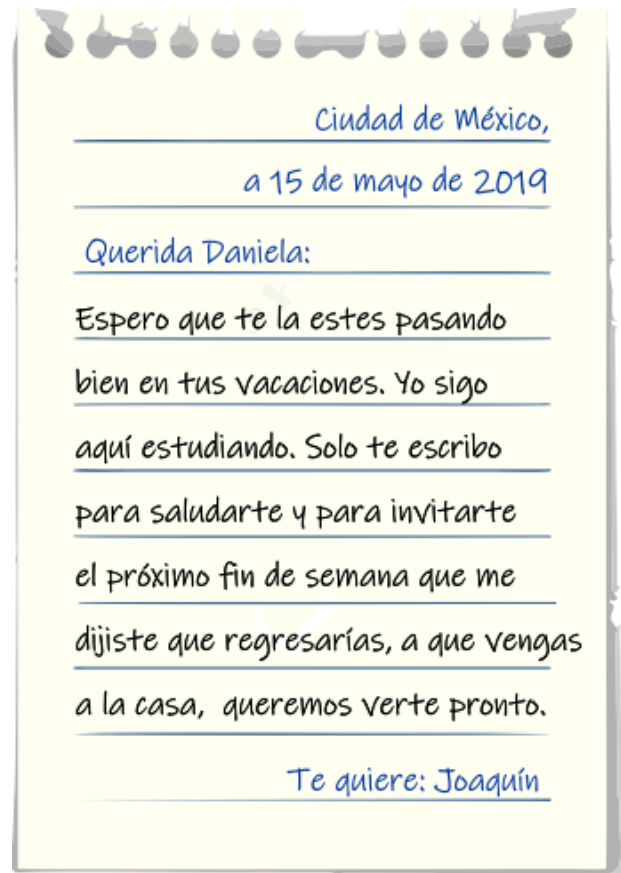 Ciudad de México,
a 15 de mayo de 2019
Querida Daniela:
Espero que te la estes pasando
bien en tus vacaciones. Yo sigo
aquí estudiando. Solo te escribo
para saludarte y para invitarte
el próximo fin de semana que me
dijiste que regresarías, a que vengas
a la casa, queremos verte pronto.
Te quiere: Joaquín